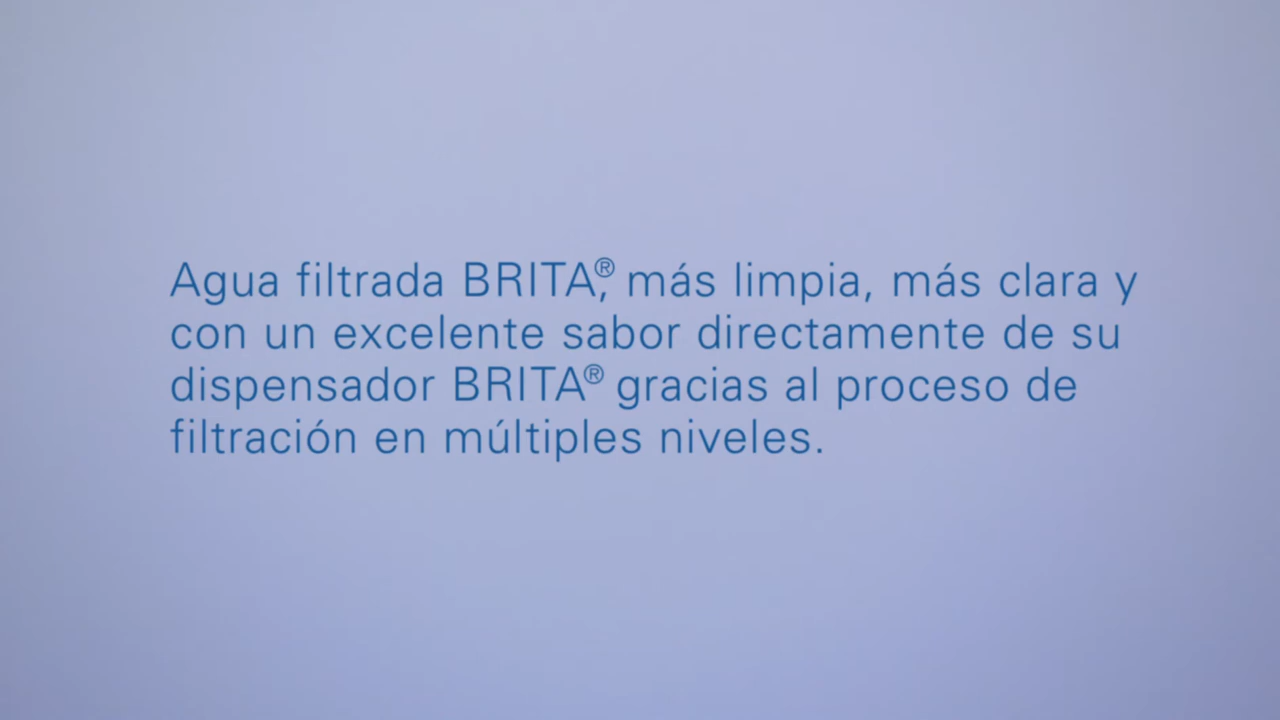 Agua filtrada BRITA®, más limpia, más clara y
con un excelente sabor directamente de su
dispensador BRITA® gracias al proceso de
filtración en múltiples niveles.